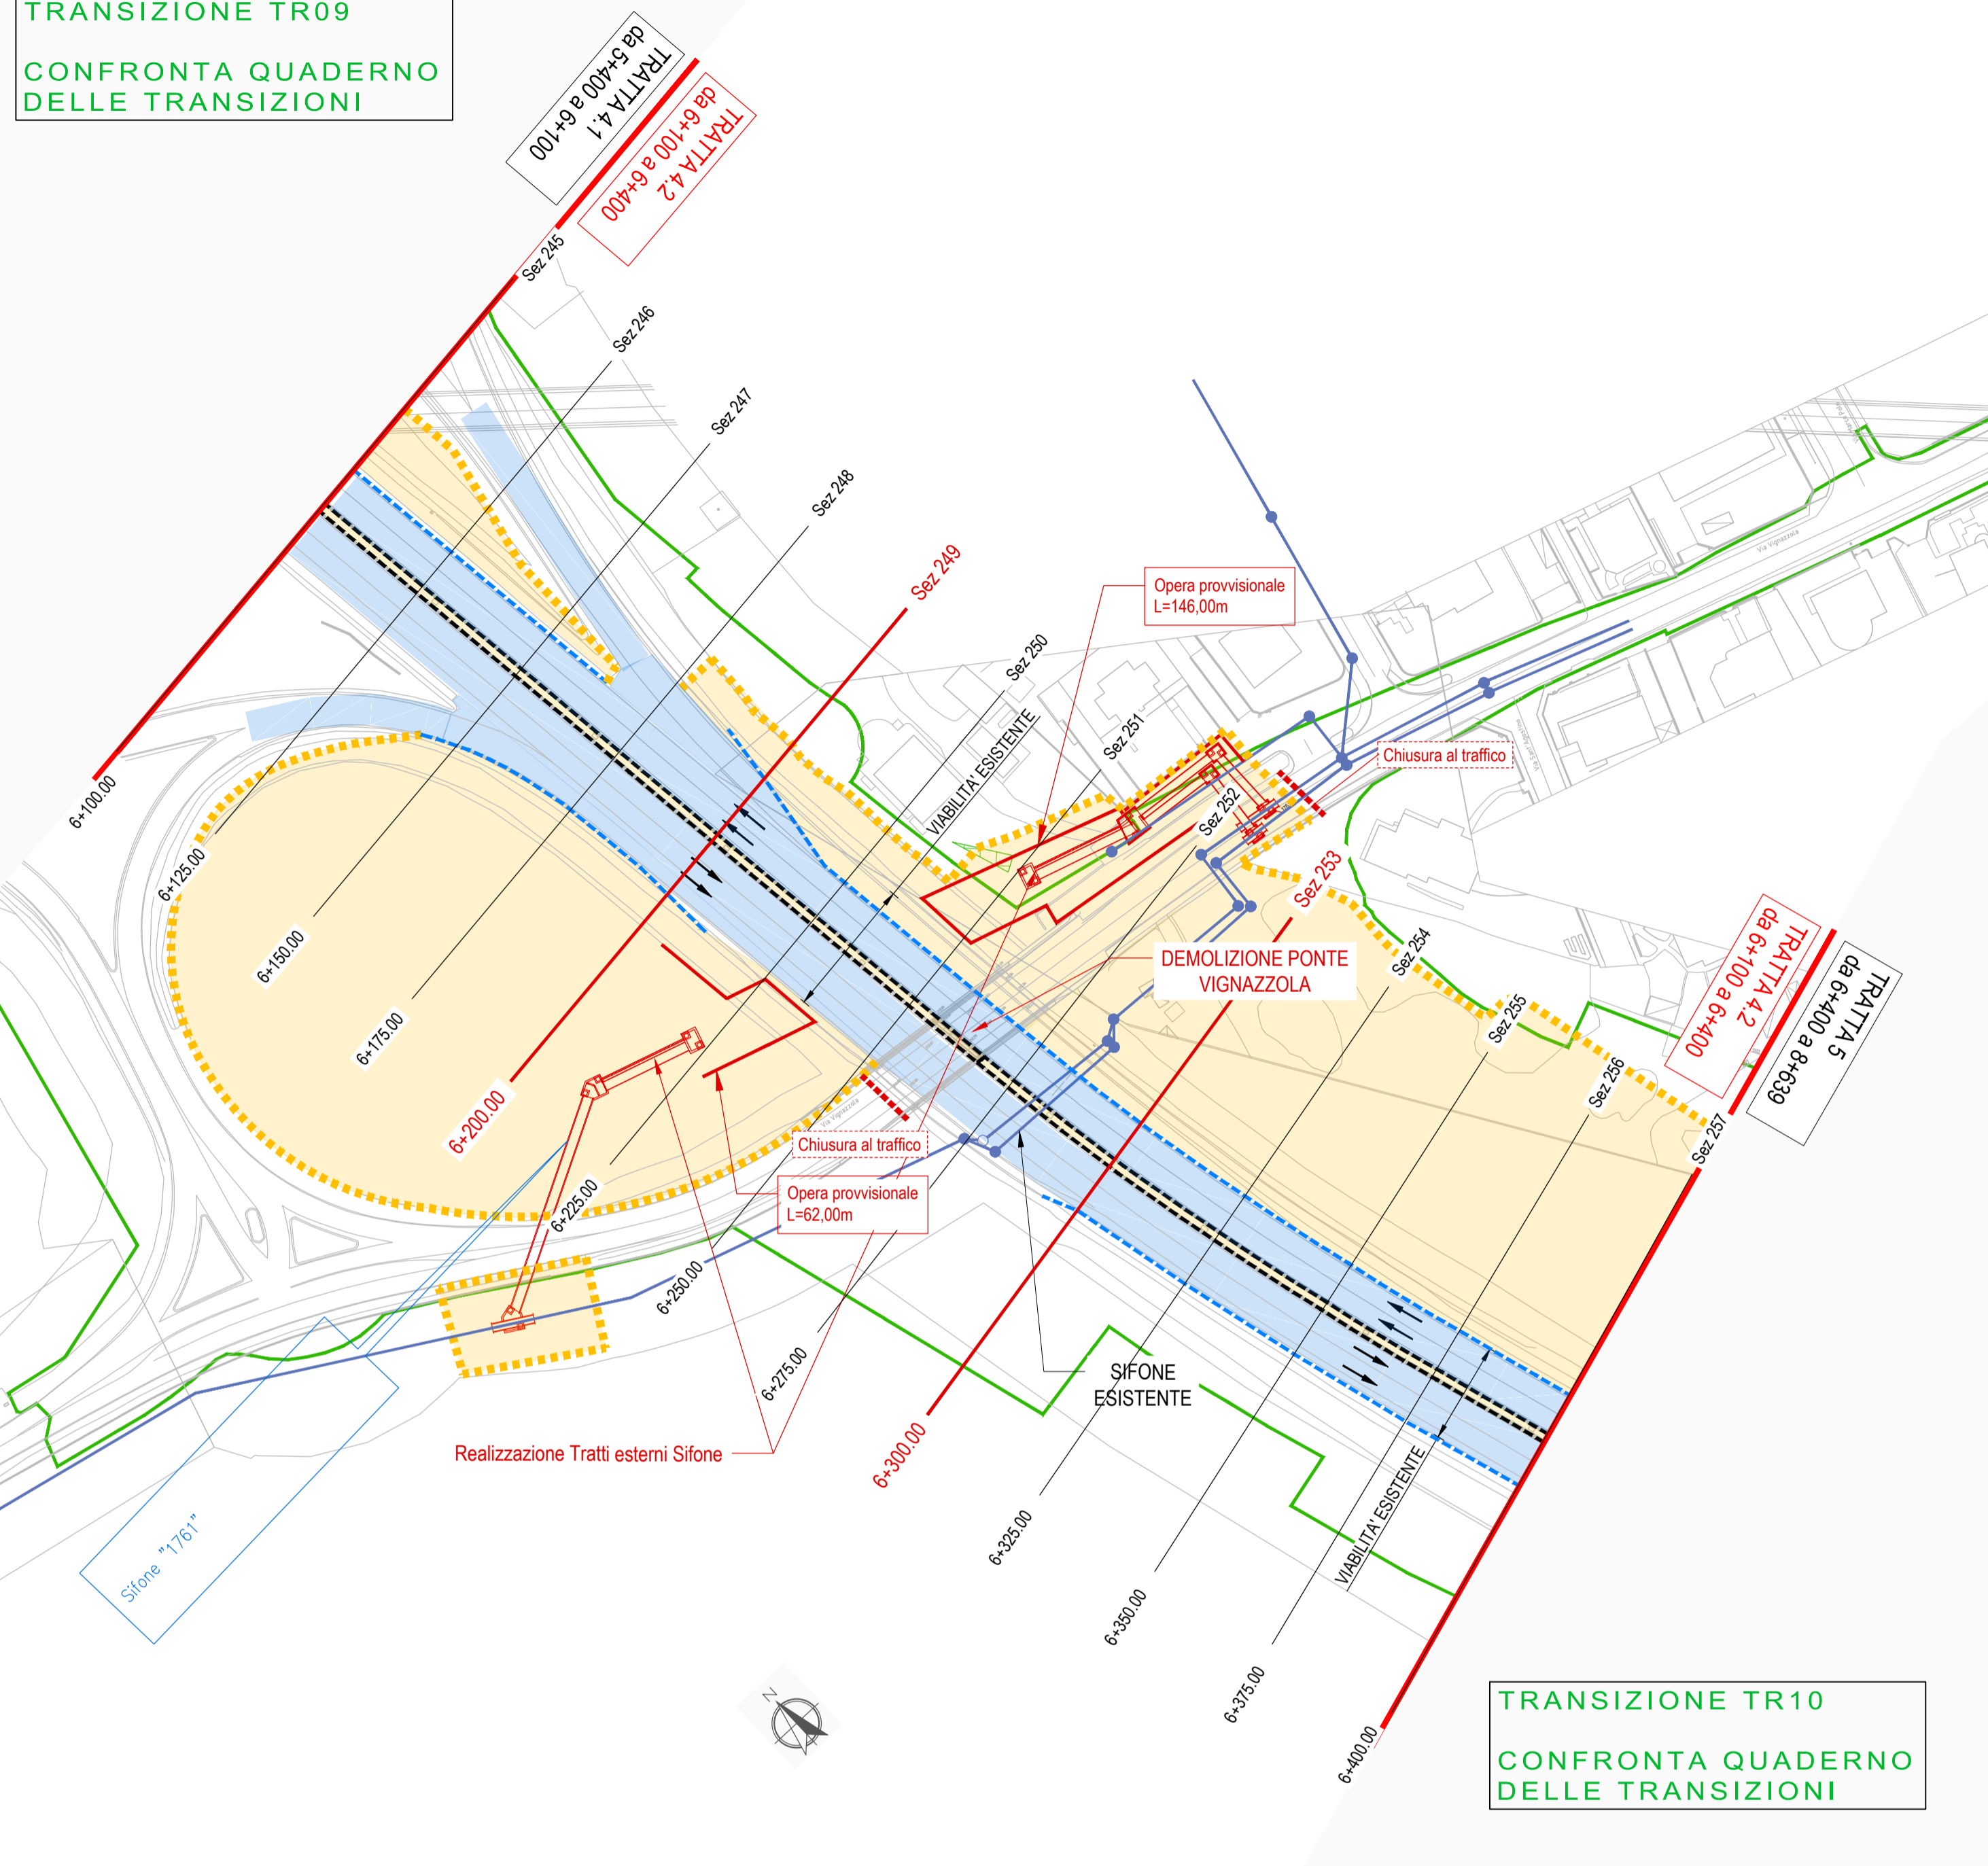 TRANSIZIONE TR09
CONFRONTA QUADERNO
DELLE TRANSIZIONI
TRATTA 4.1
da 5+400 a 6+100
TRATTA 4.2
da 6+100 a 6+400
Sez 245
Sez 246
Sez 247
Sez 248
Sez 249
Sez 250
Sez 251
Sez 252
Sez 253
Sez 254
Sez 255
Sez 256
Sez 257
VIABILITA' ESISTENTE
Opera provvisionale
L=146,00m
Chiusura al traffico
Via Vignazzola
DEMOLIZIONE PONTE
VIGNAZZOLA
TRATTA 4.2
da 6+100 a 6+400
TRATTA 5
da 6+400 a 8+639
6+100.00
6+125.00
6+150.00
6+175.00
6+200.00
6+225.00
6+250.00
6+275.00
6+300.00
6+325.00
6+350.00
6+375.00
6+400.00
Via Vignazzola
Chiusura al traffico
Opera provvisionale
L=62,00m
SIFONE
ESISTENTE
Realizzazione Tratti esterni Sifone
VIABILITA' ESISTENTE
Sifone "1761"
N
TRANSIZIONE TR10
CONFRONTA QUADERNO
DELLE TRANSIZIONI